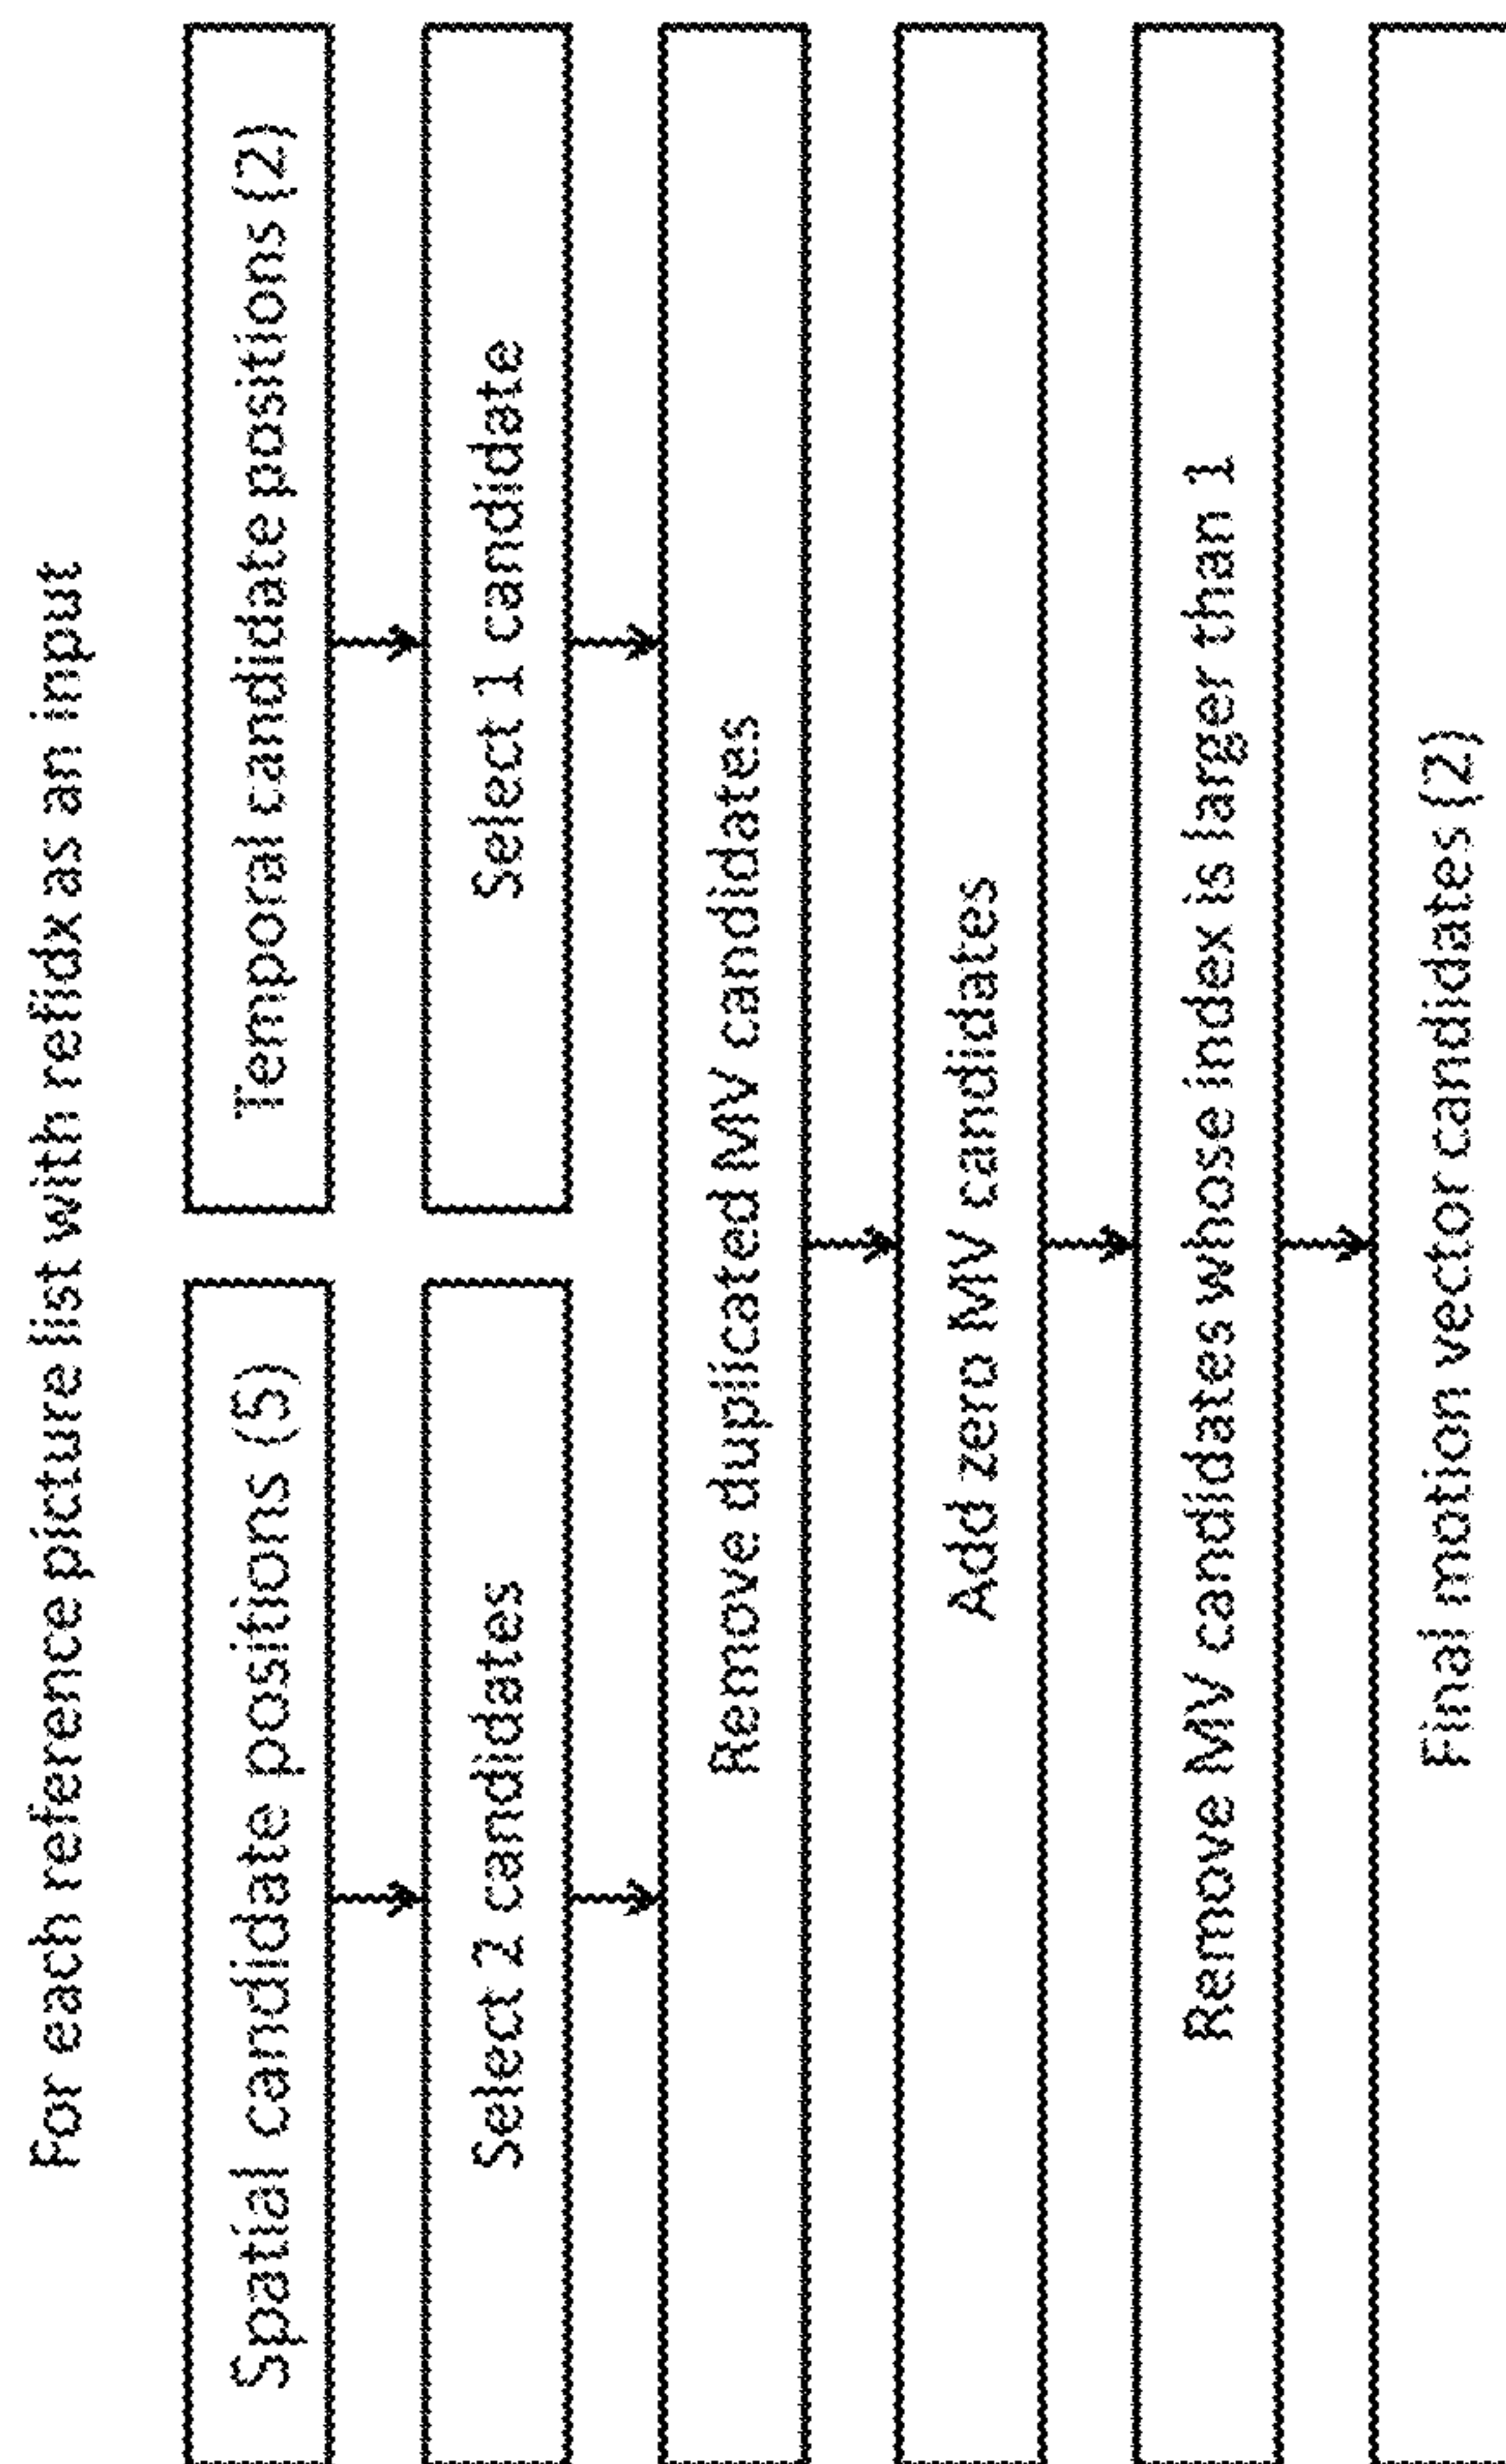 For each reference picture list with refidx as an input
Spatial candidate positions (5)
Temporal candidate positions (2)
Select 2 candidates
Select 1 candidate
Remove duplicated MV candidates
Add zero MV candidates
Remove MV candidates whose index is larger than 1
Final motion vector candidates (2)